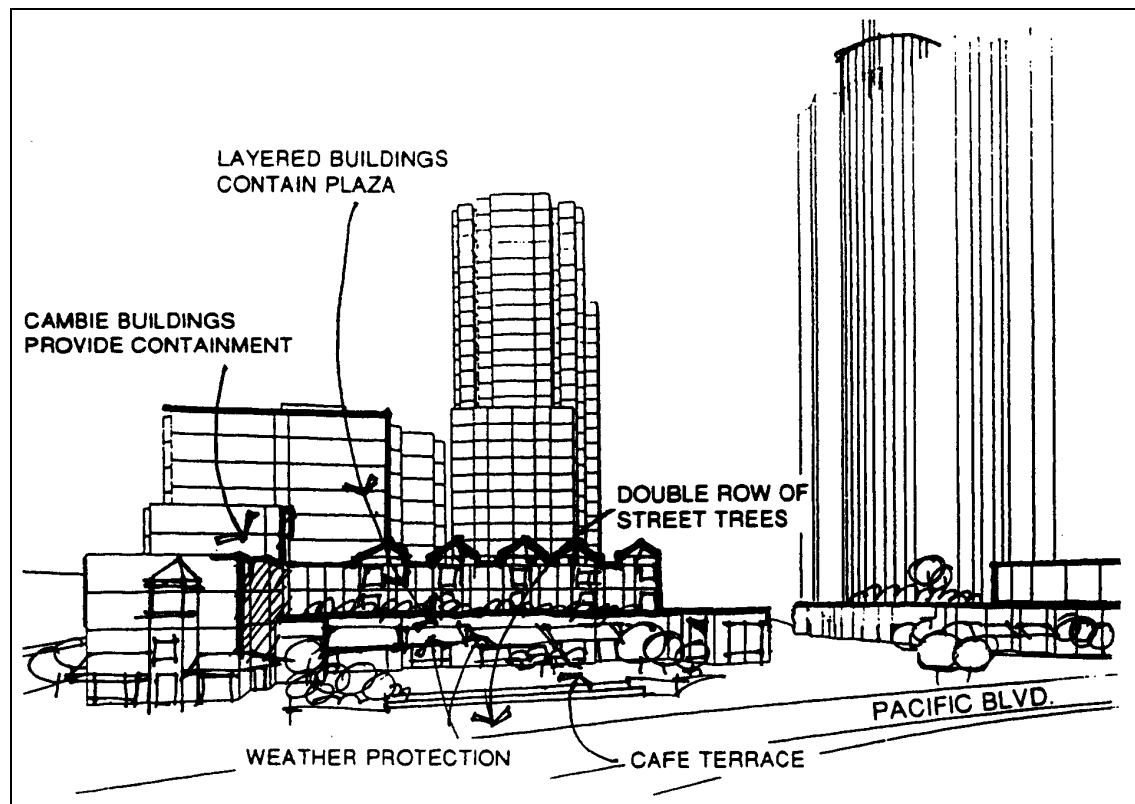 LAYERED BUILDINGS
CONTAIN PLAZA
CAMBIE BUILDINGS
PROVIDE CONTAINMENT
DOUBLE ROW OF
STREET TREES
PACIFIC BLVD.
WEATHER PROTECTION
CAFE TERRACE